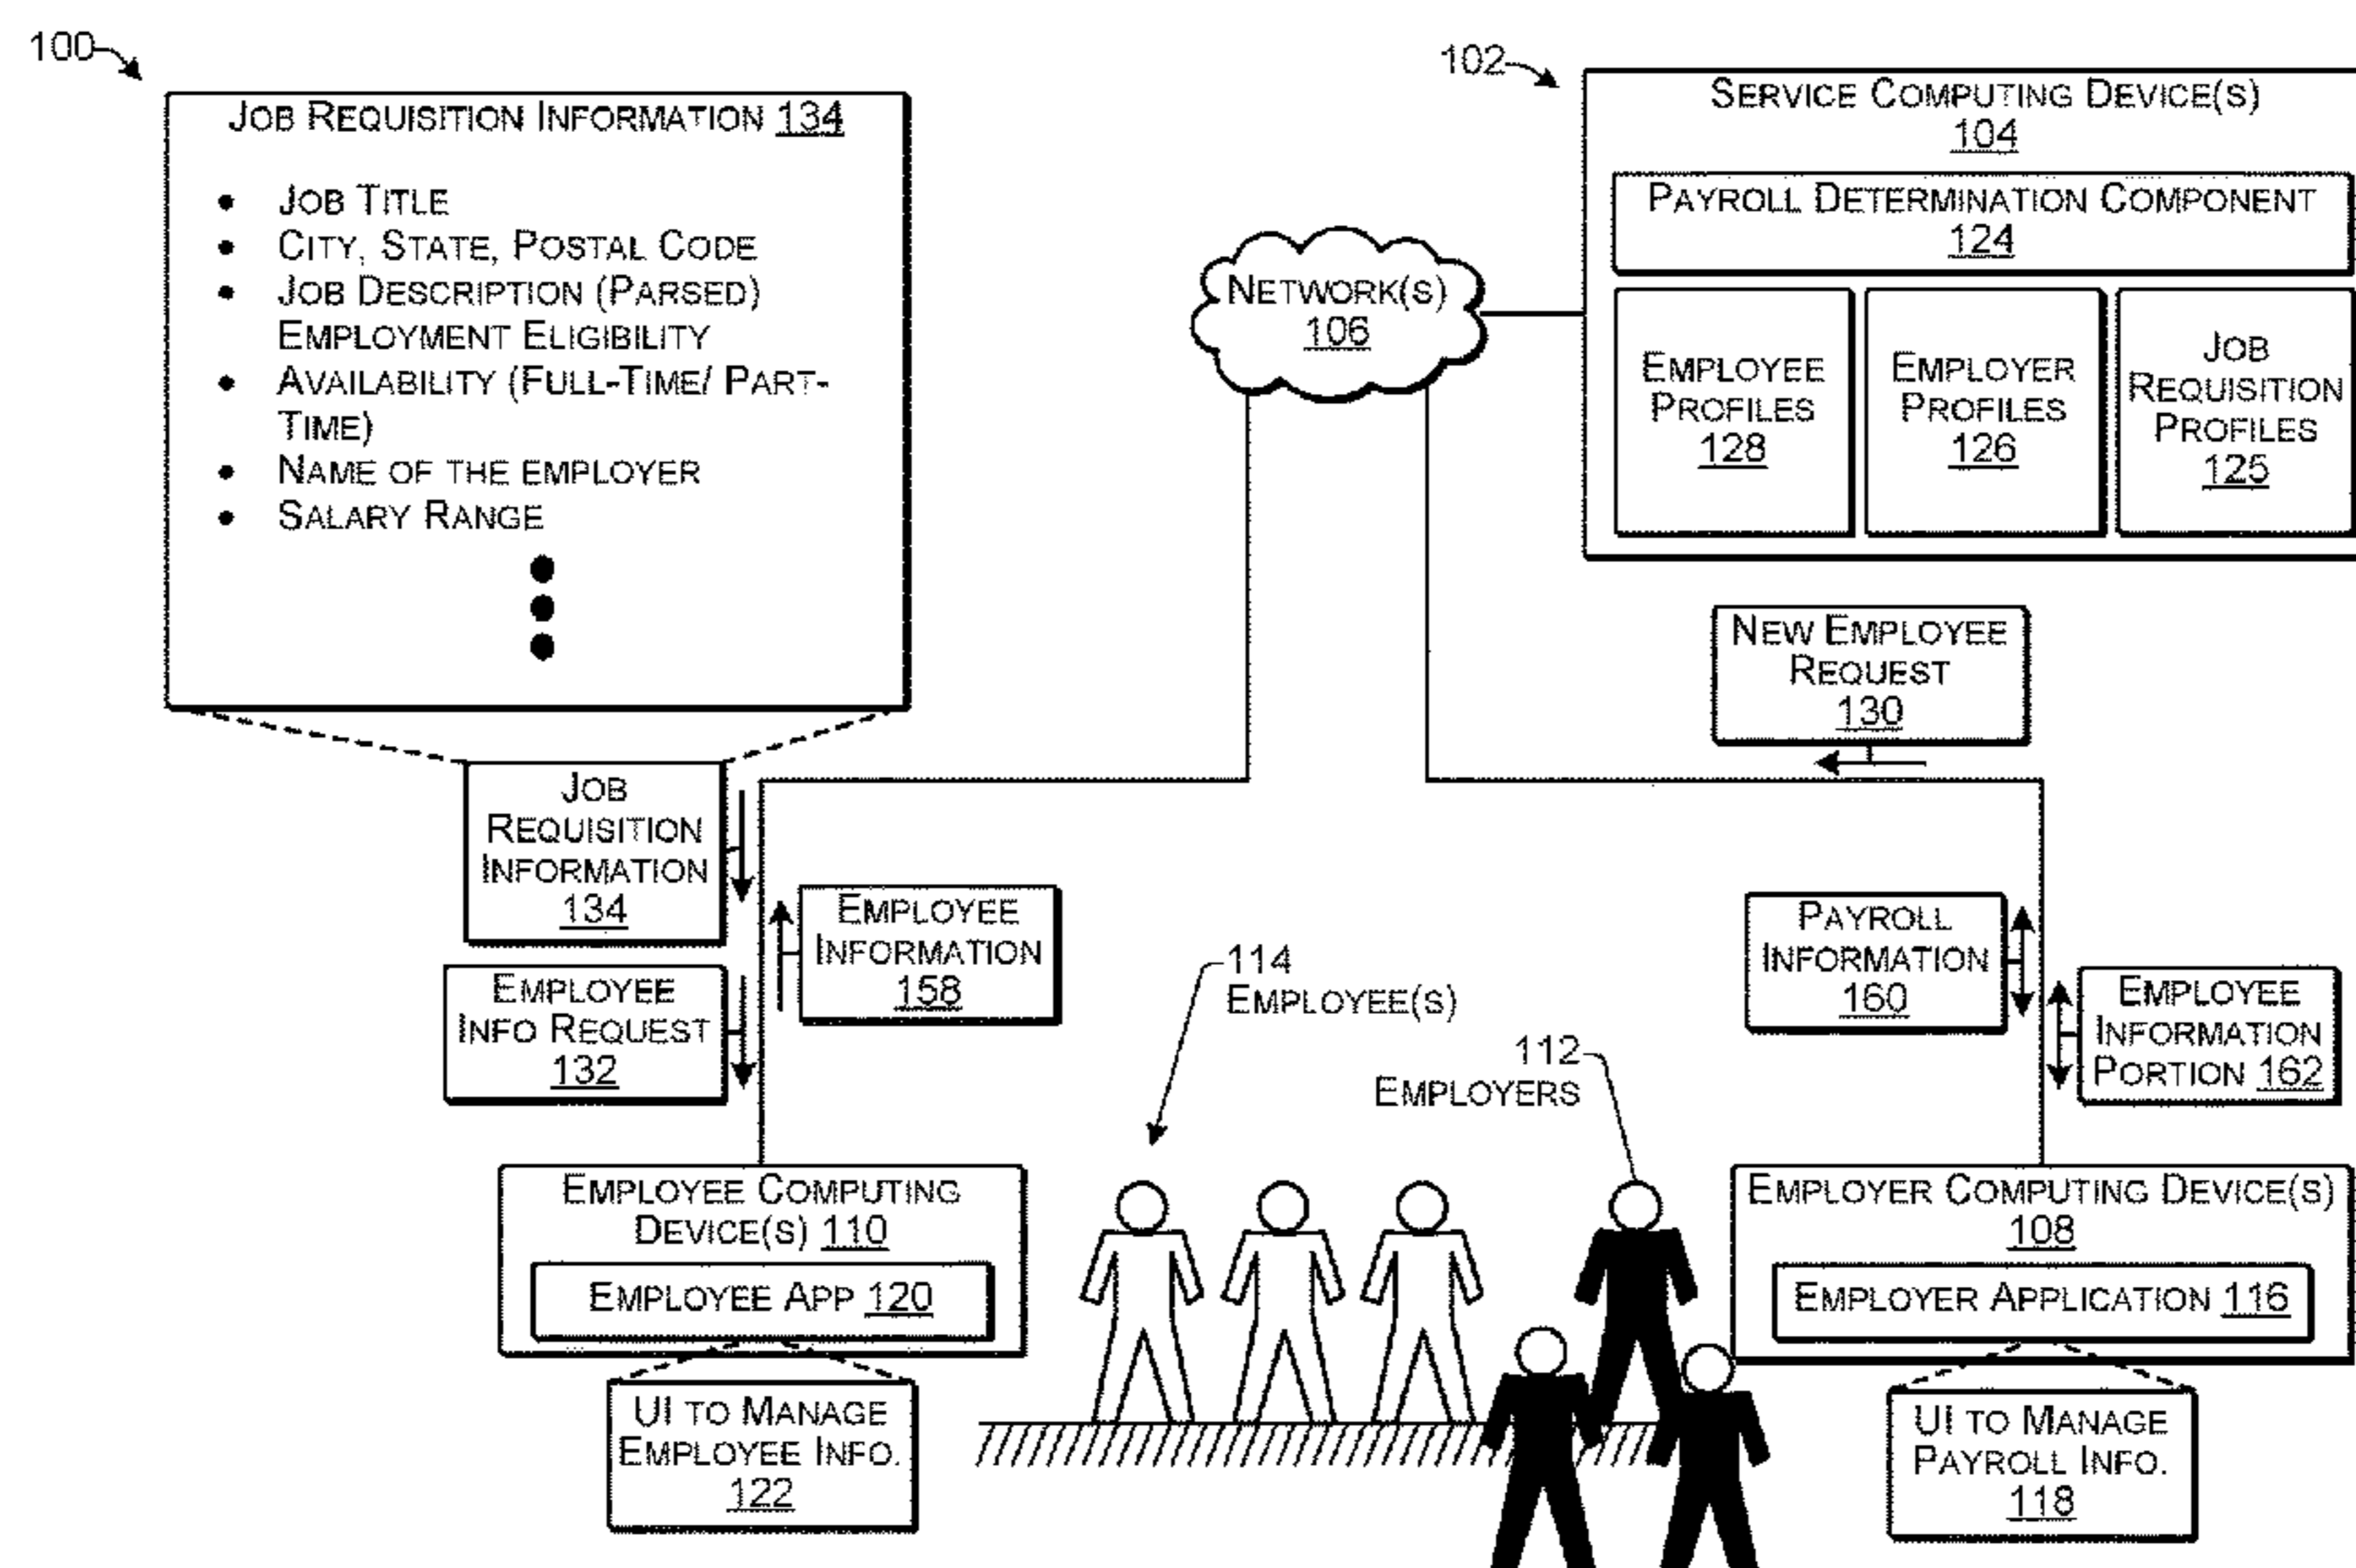 100
JOB REQUISITION INFORMATION 134
• JOB TITLE
• CITY, STATE, POSTAL CODE
• JOB DESCRIPTION (PARSED)
EMPLOYMENT ELIGIBILITY
• AVAILABILITY (FULL-TIME/ PART-
TIME)
• NAME OF THE EMPLOYER
• SALARY RANGE
102
SERVICE COMPUTING DEVICE(S)
104
PAYROLL DETERMINATION COMPONENT
124
EMPLOYEE
PROFILES
128
EMPLOYER
PROFILES
126
JOB
REQUISITION
PROFILES
125
NETWORK(S)
106
NEW EMPLOYEE
REQUEST
130
JOB
REQUISITION
INFORMATION
134
EMPLOYEE
INFORMATION
158
EMPLOYEE
INFO REQUEST
132
114
EMPLOYEE(S)
112
EMPLOYERS
PAYROLL
INFORMATION
160
EMPLOYEE
INFORMATION
PORTION 162
EMPLOYEE COMPUTING
DEVICE(S) 110
EMPLOYEE APP 120
UI TO MANAGE
EMPLOYEE INFO.
122
EMPLOYER COMPUTING DEVICE(S)
108
EMPLOYER APPLICATION 116
UI TO MANAGE
PAYROLL INFO.
118